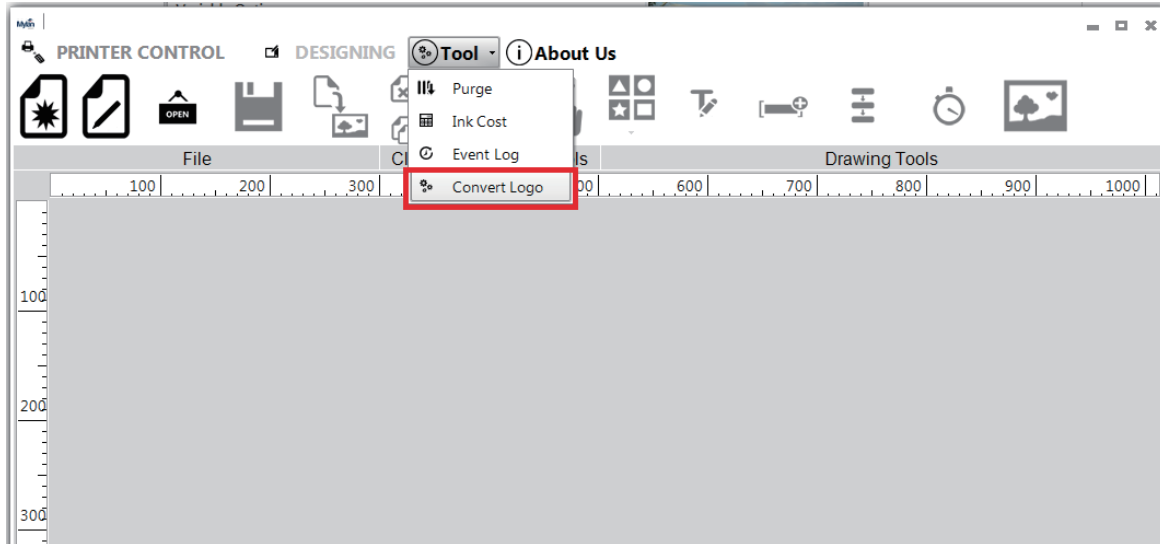 Mylan
PRINTER CONTROL DESIGNING Tool About Us
OPEN
Purge
Ink Cost
Event Log
Convert Logo
File Drawing Tools
100 200 300 600 700 800 900 1000
100
200
300